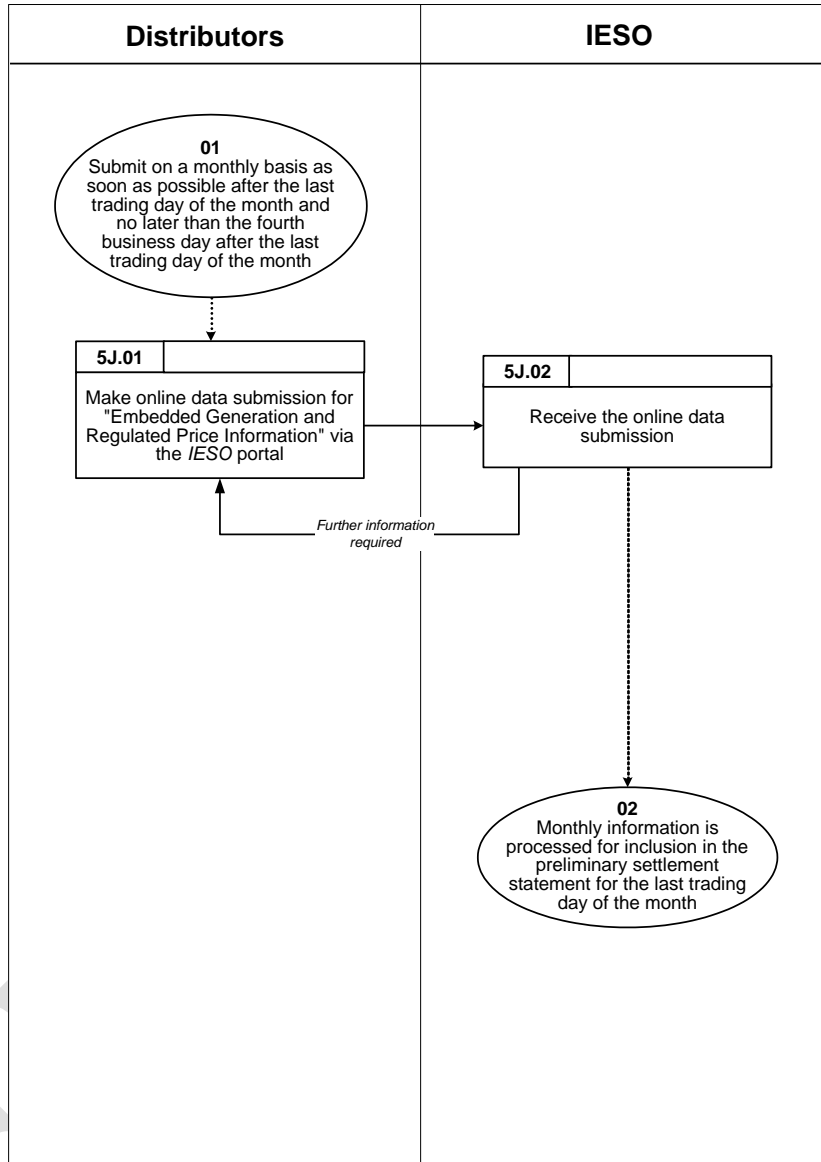 Distributors
IESO
01
Submit on a monthly basis as
soon as possible after the last
trading day of the month and
no later than the fourth
business day after the last
trading day of the month
5J.01
Make online data submission for
"Embedded Generation and
Regulated Price Information" via
the IESO portal
5J.02
Receive the online data
submission
Further information
required
02
Monthly information is
processed for inclusion in the
preliminary settlement
statement for the last trading
day of the month